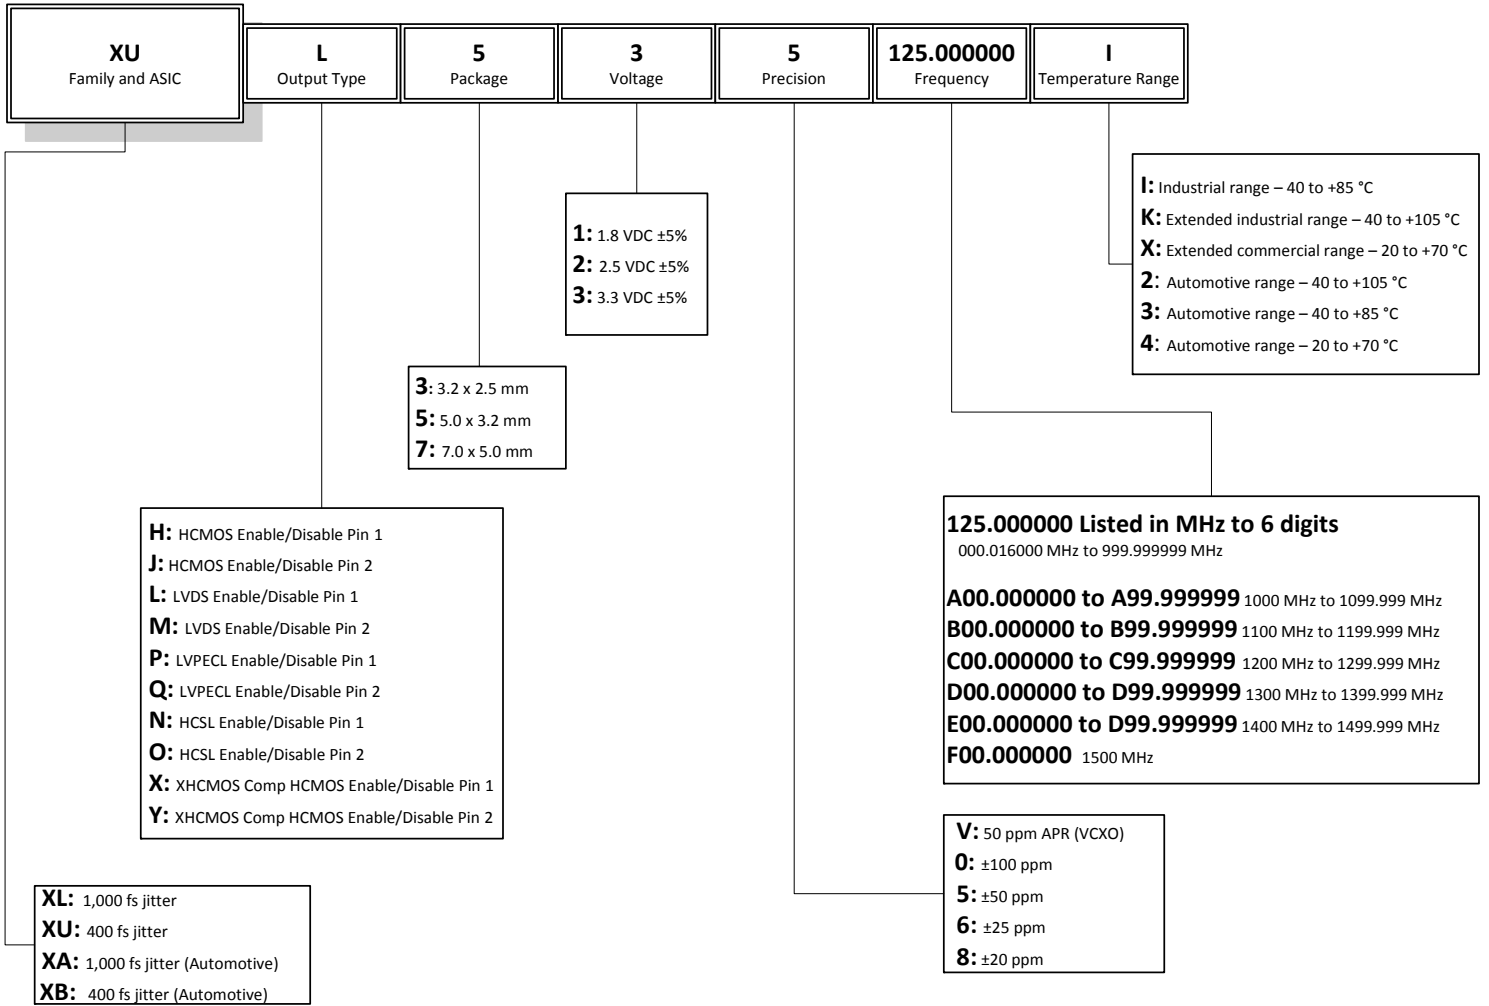 XU
Family and ASIC
L
Output Type
5
Package
3
Voltage
5
Precision
125.000000
Frequency
I
Temperature Range
I: Industrial range – 40 to +85 °C
K: Extended industrial range – 40 to +105 °C
X: Extended commercial range – 20 to +70 °C
2: Automotive range – 40 to +105 °C
3: Automotive range – 40 to +85 °C
4: Automotive range – 20 to +70 °C
1: 1.8 VDC ±5%
2: 2.5 VDC ±5%
3: 3.3 VDC ±5%
3: 3.2 x 2.5 mm
5: 5.0 x 3.2 mm
7: 7.0 x 5.0 mm
H: HCMOS Enable/Disable Pin 1
J: HCMOS Enable/Disable Pin 2
L: LVDS Enable/Disable Pin 1
M: LVDS Enable/Disable Pin 2
P: LVPECL Enable/Disable Pin 1
Q: LVPECL Enable/Disable Pin 2
N: HCSL Enable/Disable Pin 1
O: HCSL Enable/Disable Pin 2
X: XHCMOS Comp HCMOS Enable/Disable Pin 1
Y: XHCMOS Comp HCMOS Enable/Disable Pin 2
125.000000 Listed in MHz to 6 digits
000.016000 MHz to 999.999999 MHz
A00.000000 to A99.999999 1000 MHz to 1099.999 MHz
B00.000000 to B99.999999 1100 MHz to 1199.999 MHz
C00.000000 to C99.999999 1200 MHz to 1299.999 MHz
D00.000000 to D99.999999 1300 MHz to 1399.999 MHz
E00.000000 to D99.999999 1400 MHz to 1499.999 MHz
F00.000000 1500 MHz
V: 50 ppm APR (VCXO)
0: ±100 ppm
5: ±50 ppm
6: ±25 ppm
8: ±20 ppm
XL: 1,000 fs jitter
XU: 400 fs jitter
XA: 1,000 fs jitter (Automotive)
XB: 400 fs jitter (Automotive)